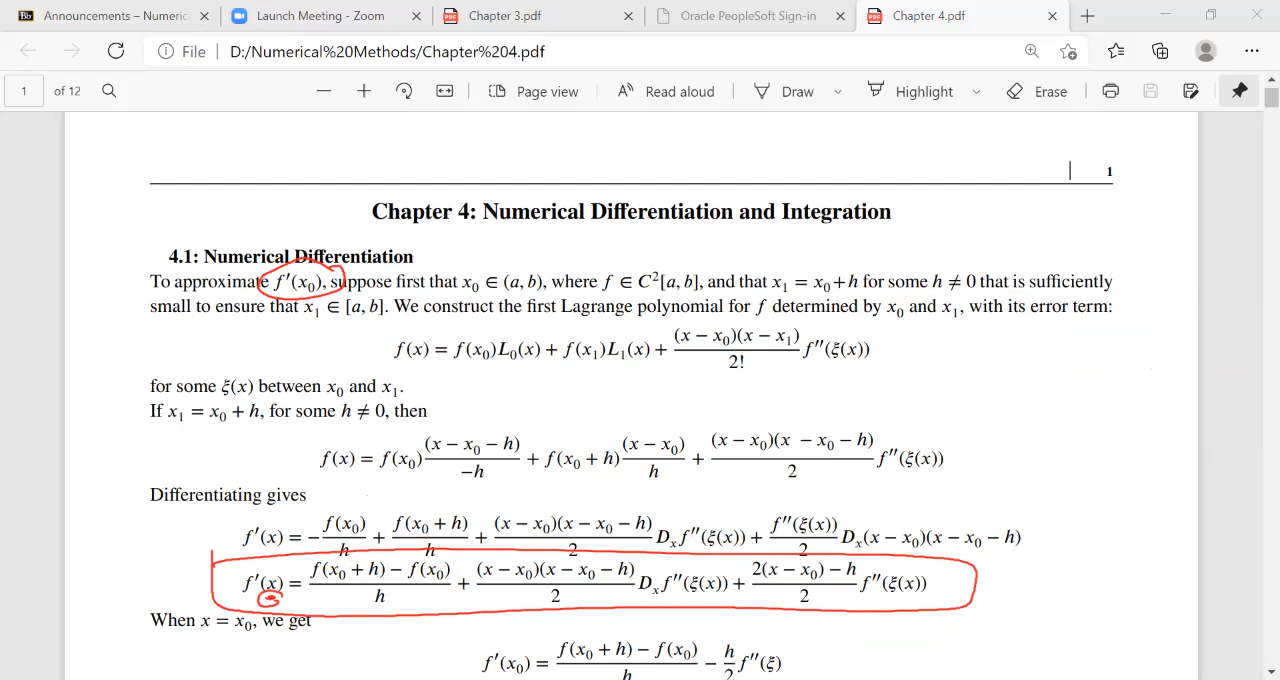 Announcements – Numeric
Launch Meeting - Zoom
Chapter 3.pdf
Oracle PeopleSoft Sign-in
Chapter 4.pdf
File
D:/Numerical%20Methods/Chapter%204.pdf
1 of 12
Page view
Read aloud
Draw
Highlight
Erase
1
Chapter 4: Numerical Differentiation and Integration
4.1: Numerical Differentiation
To approximate f′(x₀), suppose first that x₀ ∈ (a, b), where f ∈ C²[a, b], and that x₁ = x₀+h for some h ≠ 0 that is sufficiently
small to ensure that x₁ ∈ [a, b]. We construct the first Lagrange polynomial for f determined by x₀ and x₁, with its error term:
f(x) = f(x₀)L₀(x) + f(x₁)L₁(x) + (x − x₀)(x − x₁)/2! f″(ξ(x))
for some ξ(x) between x₀ and x₁.
If x₁ = x₀ + h, for some h ≠ 0, then
f(x) = f(x₀) (x − x₀ − h)/−h + f(x₀ + h) (x − x₀)/h + (x − x₀)(x − x₀ − h)/2 f″(ξ(x))
Differentiating gives
f′(x) = − f(x₀)/h + f(x₀ + h)/h + (x − x₀)(x − x₀ − h)/2 Dₓf″(ξ(x)) + f″(ξ(x))/2 Dₓ(x − x₀)(x − x₀ − h)
f′(x) = f(x₀ + h) − f(x₀)/h + (x − x₀)(x − x₀ − h)/2 Dₓf″(ξ(x)) + 2(x − x₀) − h/2 f″(ξ(x))
When x = x₀, we get
f′(x₀) = f(x₀ + h) − f(x₀)/h − h/2 f″(ξ)